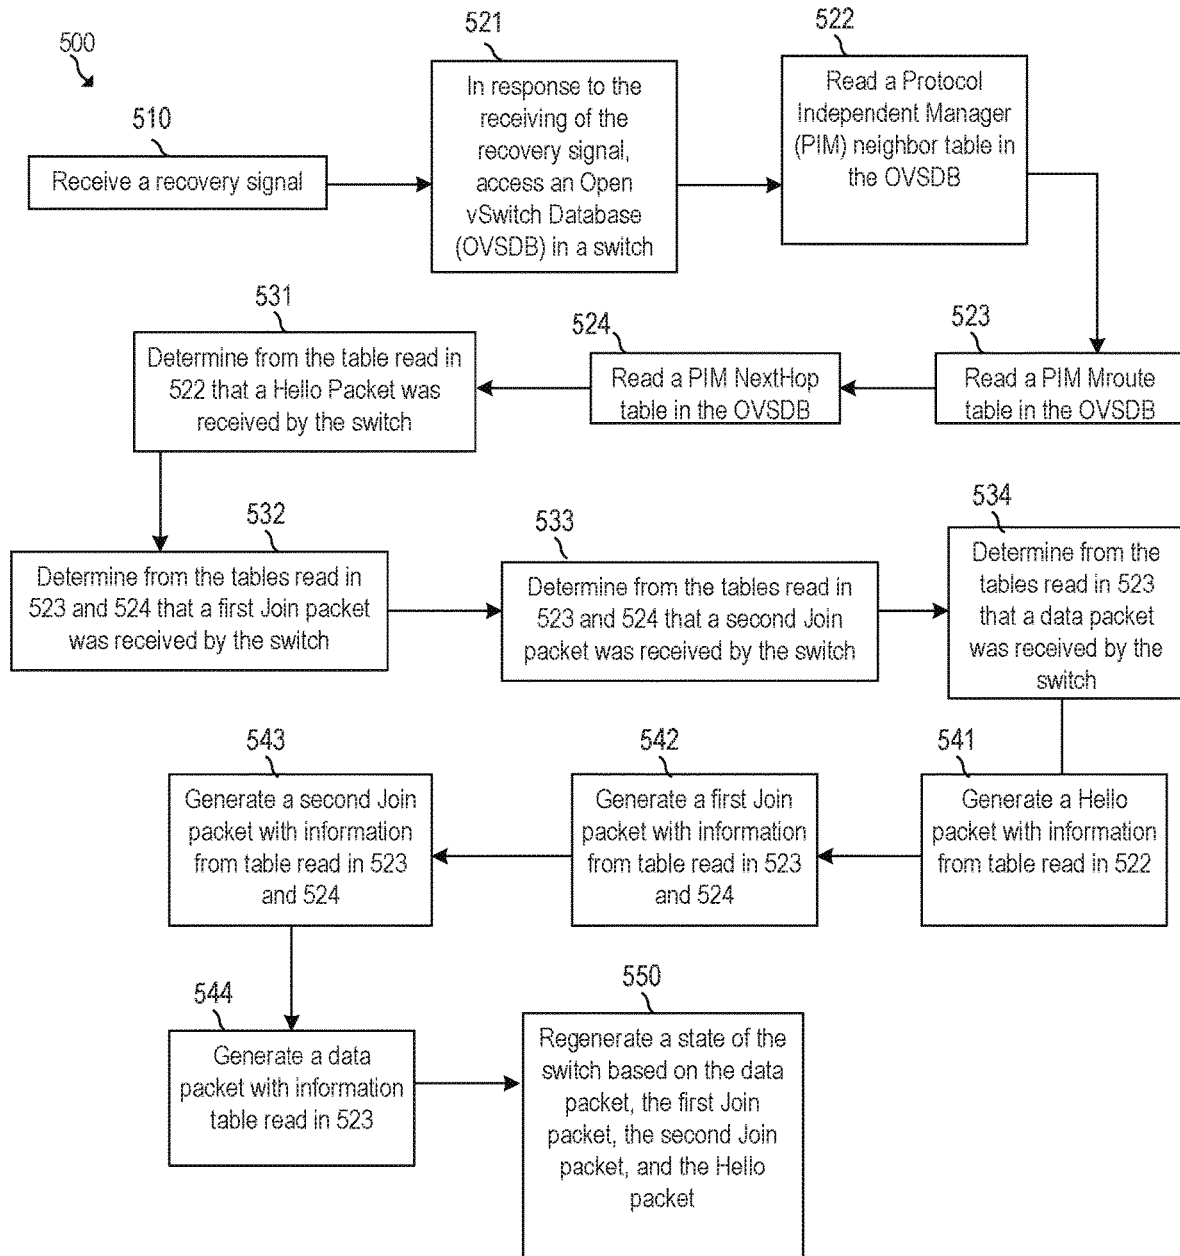 500
510
Receive a recovery signal
521
In response to the
receiving of the
recovery signal,
access an Open
vSwitch Database
(OVSDB) in a switch
522
Read a Protocol
Independent Manager
(PIM) neighbor table in
the OVSDB
523
Read a PIM Mroute
table in the OVSDB
524
Read a PIM NextHop
table in the OVSDB
531
Determine from the table read in
522 that a Hello Packet was
received by the switch
532
Determine from the tables read in
523 and 524 that a first Join packet
was received by the switch
533
Determine from the tables read in
523 and 524 that a second Join
packet was received by the switch
534
Determine from the
tables read in 523
that a data packet
was received by the
switch
541
Generate a Hello
packet with information
from table read in 522
542
Generate a first Join
packet with information
from table read in 523
and 524
543
Generate a second Join
packet with information
from table read in 523
and 524
544
Generate a data
packet with information
table read in 523
550
Regenerate a state of the
switch based on the data
packet, the first Join
packet, the second Join
packet, and the Hello
packet